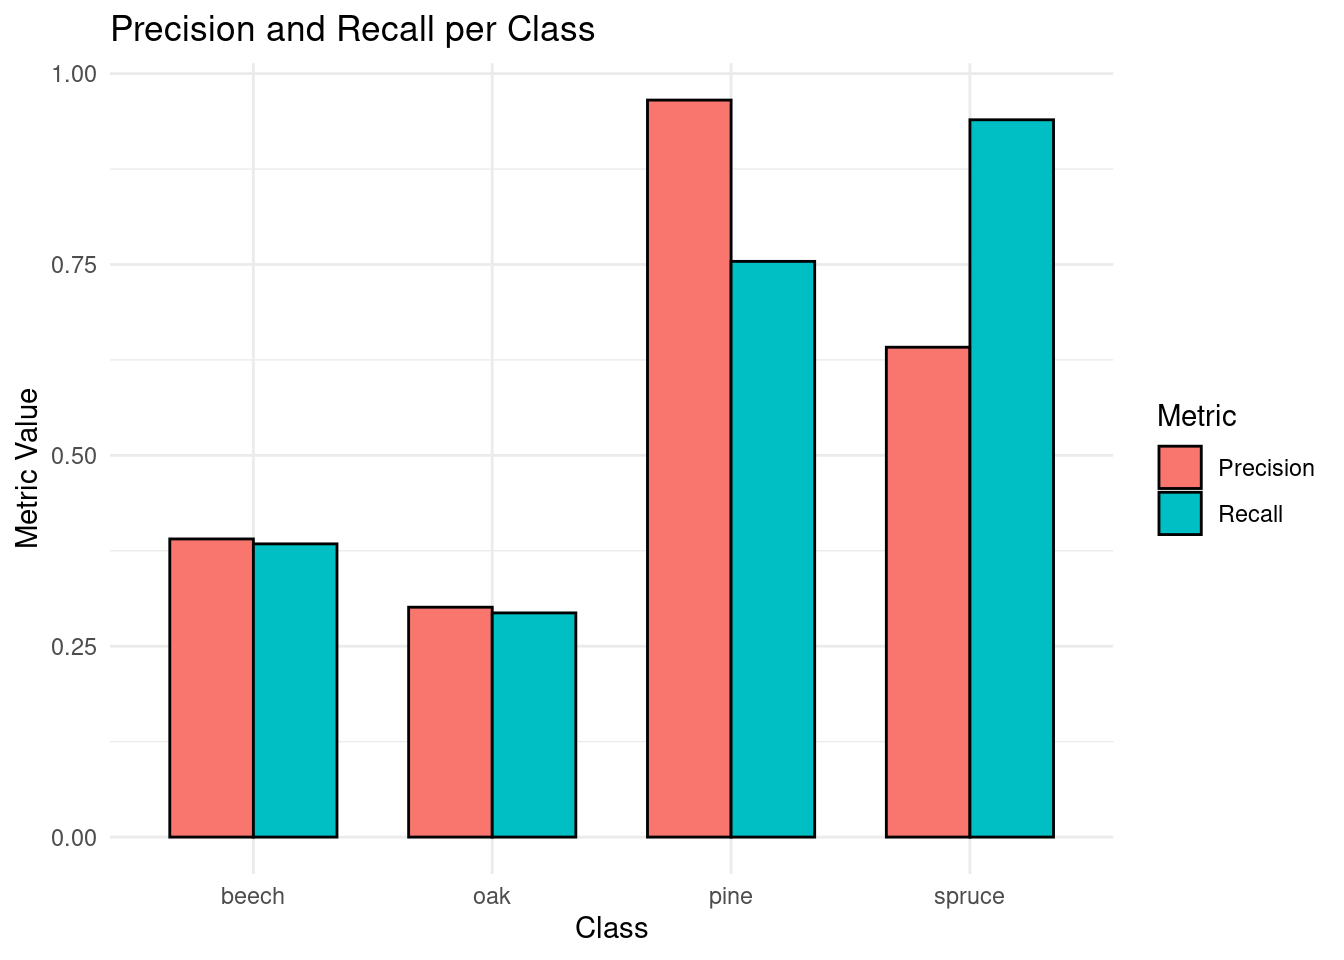 Precision and Recall per Class
1.00
0.75
0.50
0.25
0.00
Metric Value
beech oak pine spruce
Class
Metric
Precision
Recall